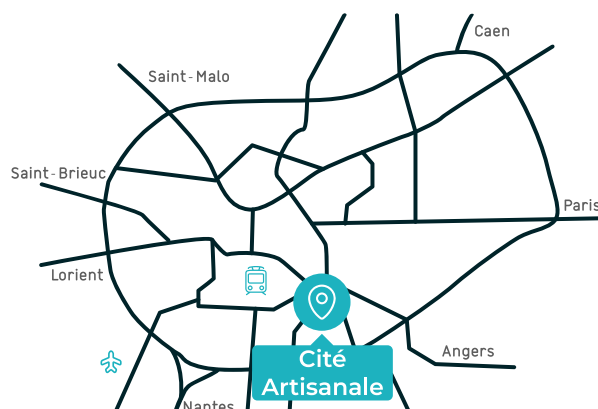 Caen
Saint-Malo
Saint-Brieuc
Paris
Lorient
Angers
Cité
Artisanale
Nantes